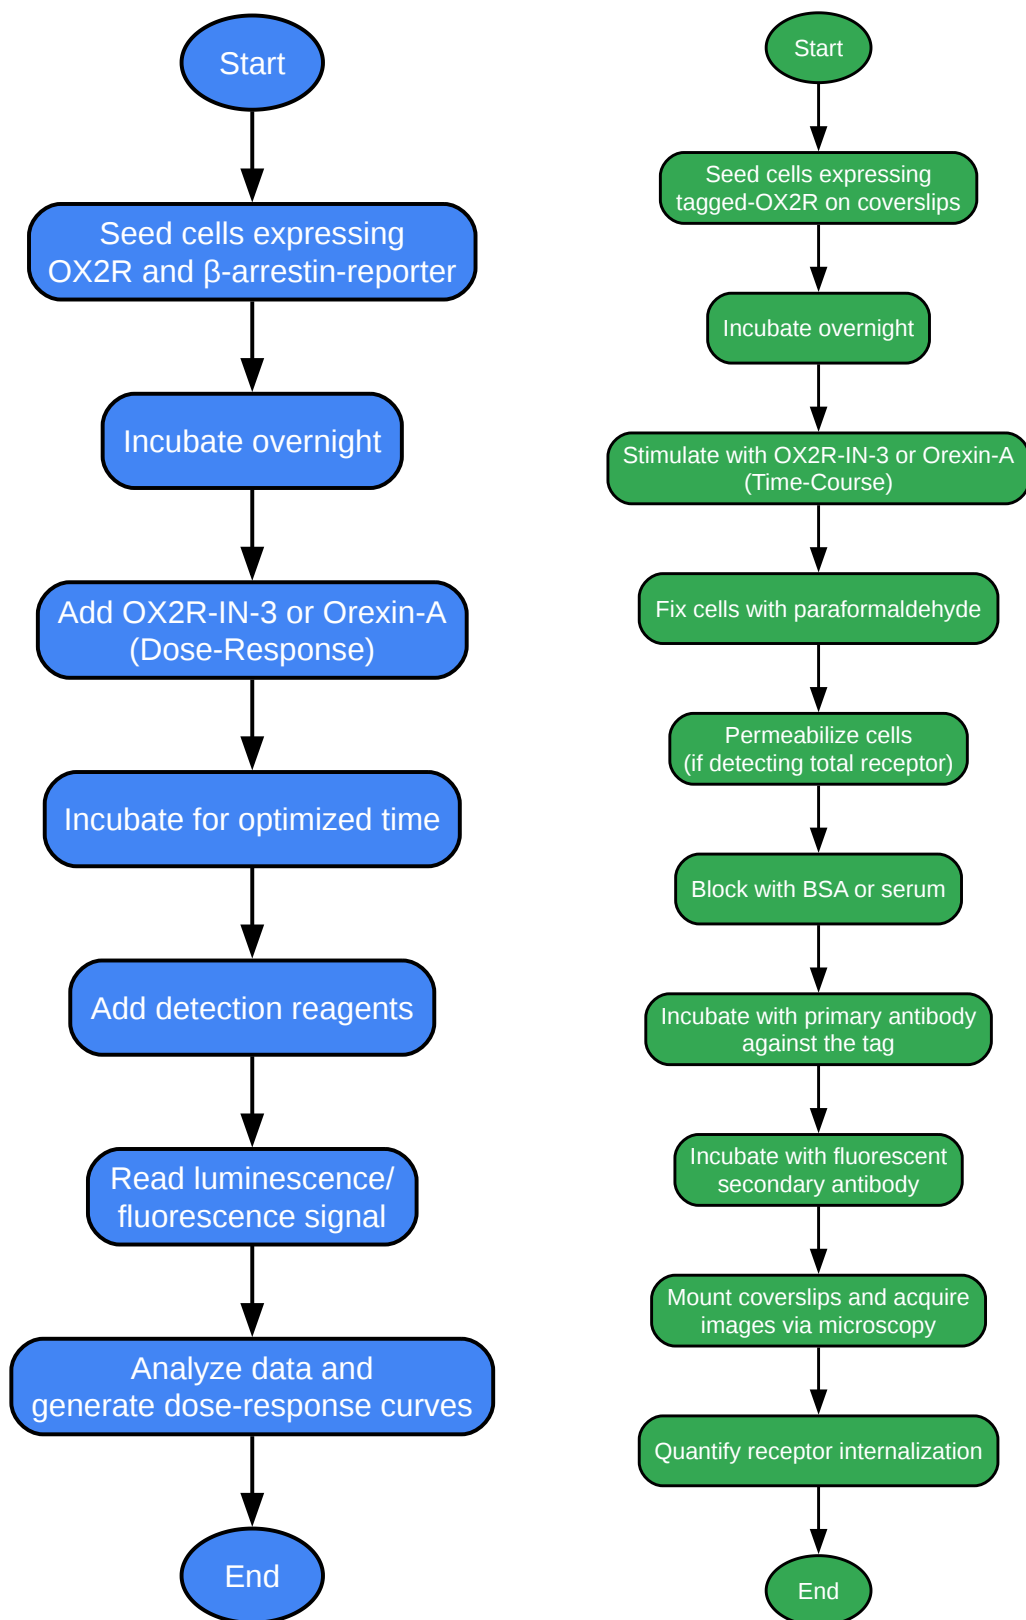 Start
Seed cells expressing
OX2R and β-arrestin-reporter
Incubate overnight
Add OX2R-IN-3 or Orexin-A
(Dose-Response)
Incubate for optimized time
Add detection reagents
Read luminescence/
fluorescence signal
Analyze data and
generate dose-response curves
End
Start
Seed cells expressing
tagged-OX2R on coverslips
Incubate overnight
Stimulate with OX2R-IN-3 or Orexin-A
(Time-Course)
Fix cells with paraformaldehyde
Permeabilize cells
(if detecting total receptor)
Block with BSA or serum
Incubate with primary antibody
against the tag
Incubate with fluorescent
secondary antibody
Mount coverslips and acquire
images via microscopy
Quantify receptor internalization
End